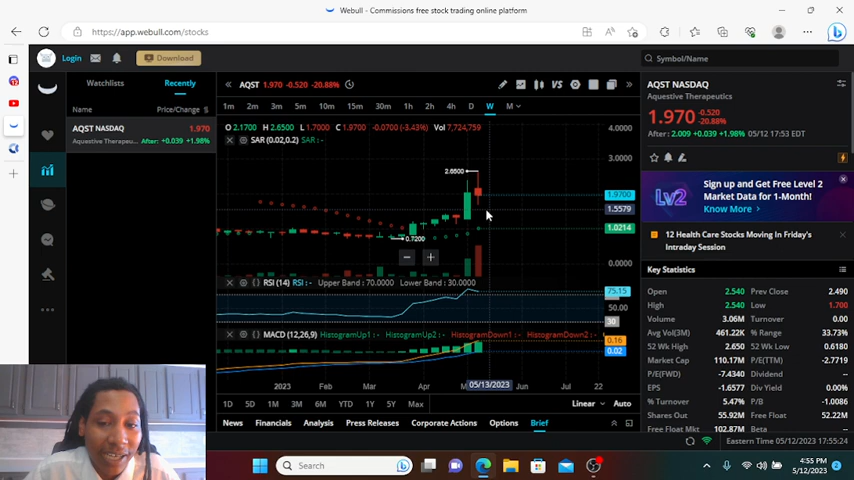 Webull - Commissions free stock trading online platform
https://app.webull.com/stocks
Login
Download
Symbol/Name
Watchlists
Recently
Name
Price/Change
AQST NASDAQ
1.970
Aquestive Therapeu...
After: +0.039 +1.98%
AQST 1.970 -0.520 -20.88%
VS
1m 2m 3m 5m 10m 15m 30m 1h 2h 4h D W M
O 2.1700 H 2.6500 L 1.7000 C 1.9700 -0.0700 (-3.43%) Vol 7,724,759
SAR (0.02,0.2) SAR : -
4.0000
3.0000
2.6500
1.9700
1.5579
1.0214
0.7200
0.0000
RSI (14) RSI : - Upper Band : 70.0000 Lower Band : 30.0000
75.15
50.00
30
MACD (12,26,9) HistogramUp1 : - HistogramUp2 : - HistogramDown1 : - HistogramDown2 : -
0.16
0.02
2023 Feb Mar Apr 05/13/2023 Jun Jul 22
1D 5D 1M 3M 6M YTD 1Y 5Y Max
Linear
Auto
News Financials Analysis Press Releases Corporate Actions Options Brief
AQST NASDAQ
Aquestive Therapeutics
1.970
-0.520
-20.88%
After: 2.009 +0.039 +1.98% 05/12 17:53 EDT
Lv2
Sign up and Get Free Level 2
Market Data for 1-Month!
Know More >
12 Health Care Stocks Moving In Friday's
Intraday Session
Key Statistics
Open 2.540 Prev Close 2.490
High 2.540 Low 1.700
Volume 3.06M Turnover 0.00
Avg Vol(3M) 461.22K % Range 33.73%
52 Wk High 2.650 52 Wk Low 0.6180
Market Cap 110.17M P/E(TTM) -2.7719
P/E(FWD) -7.4340 Dividend --
EPS -1.6577 Div Yield 0.00%
% Turnover 5.47% P/B -1.0086
Shares Out 55.92M Free Float 52.22M
Free Float Mkt 102.87M Beta
Eastern Time 05/12/2023 17:55:24
Search
4:55 PM
5/12/2023